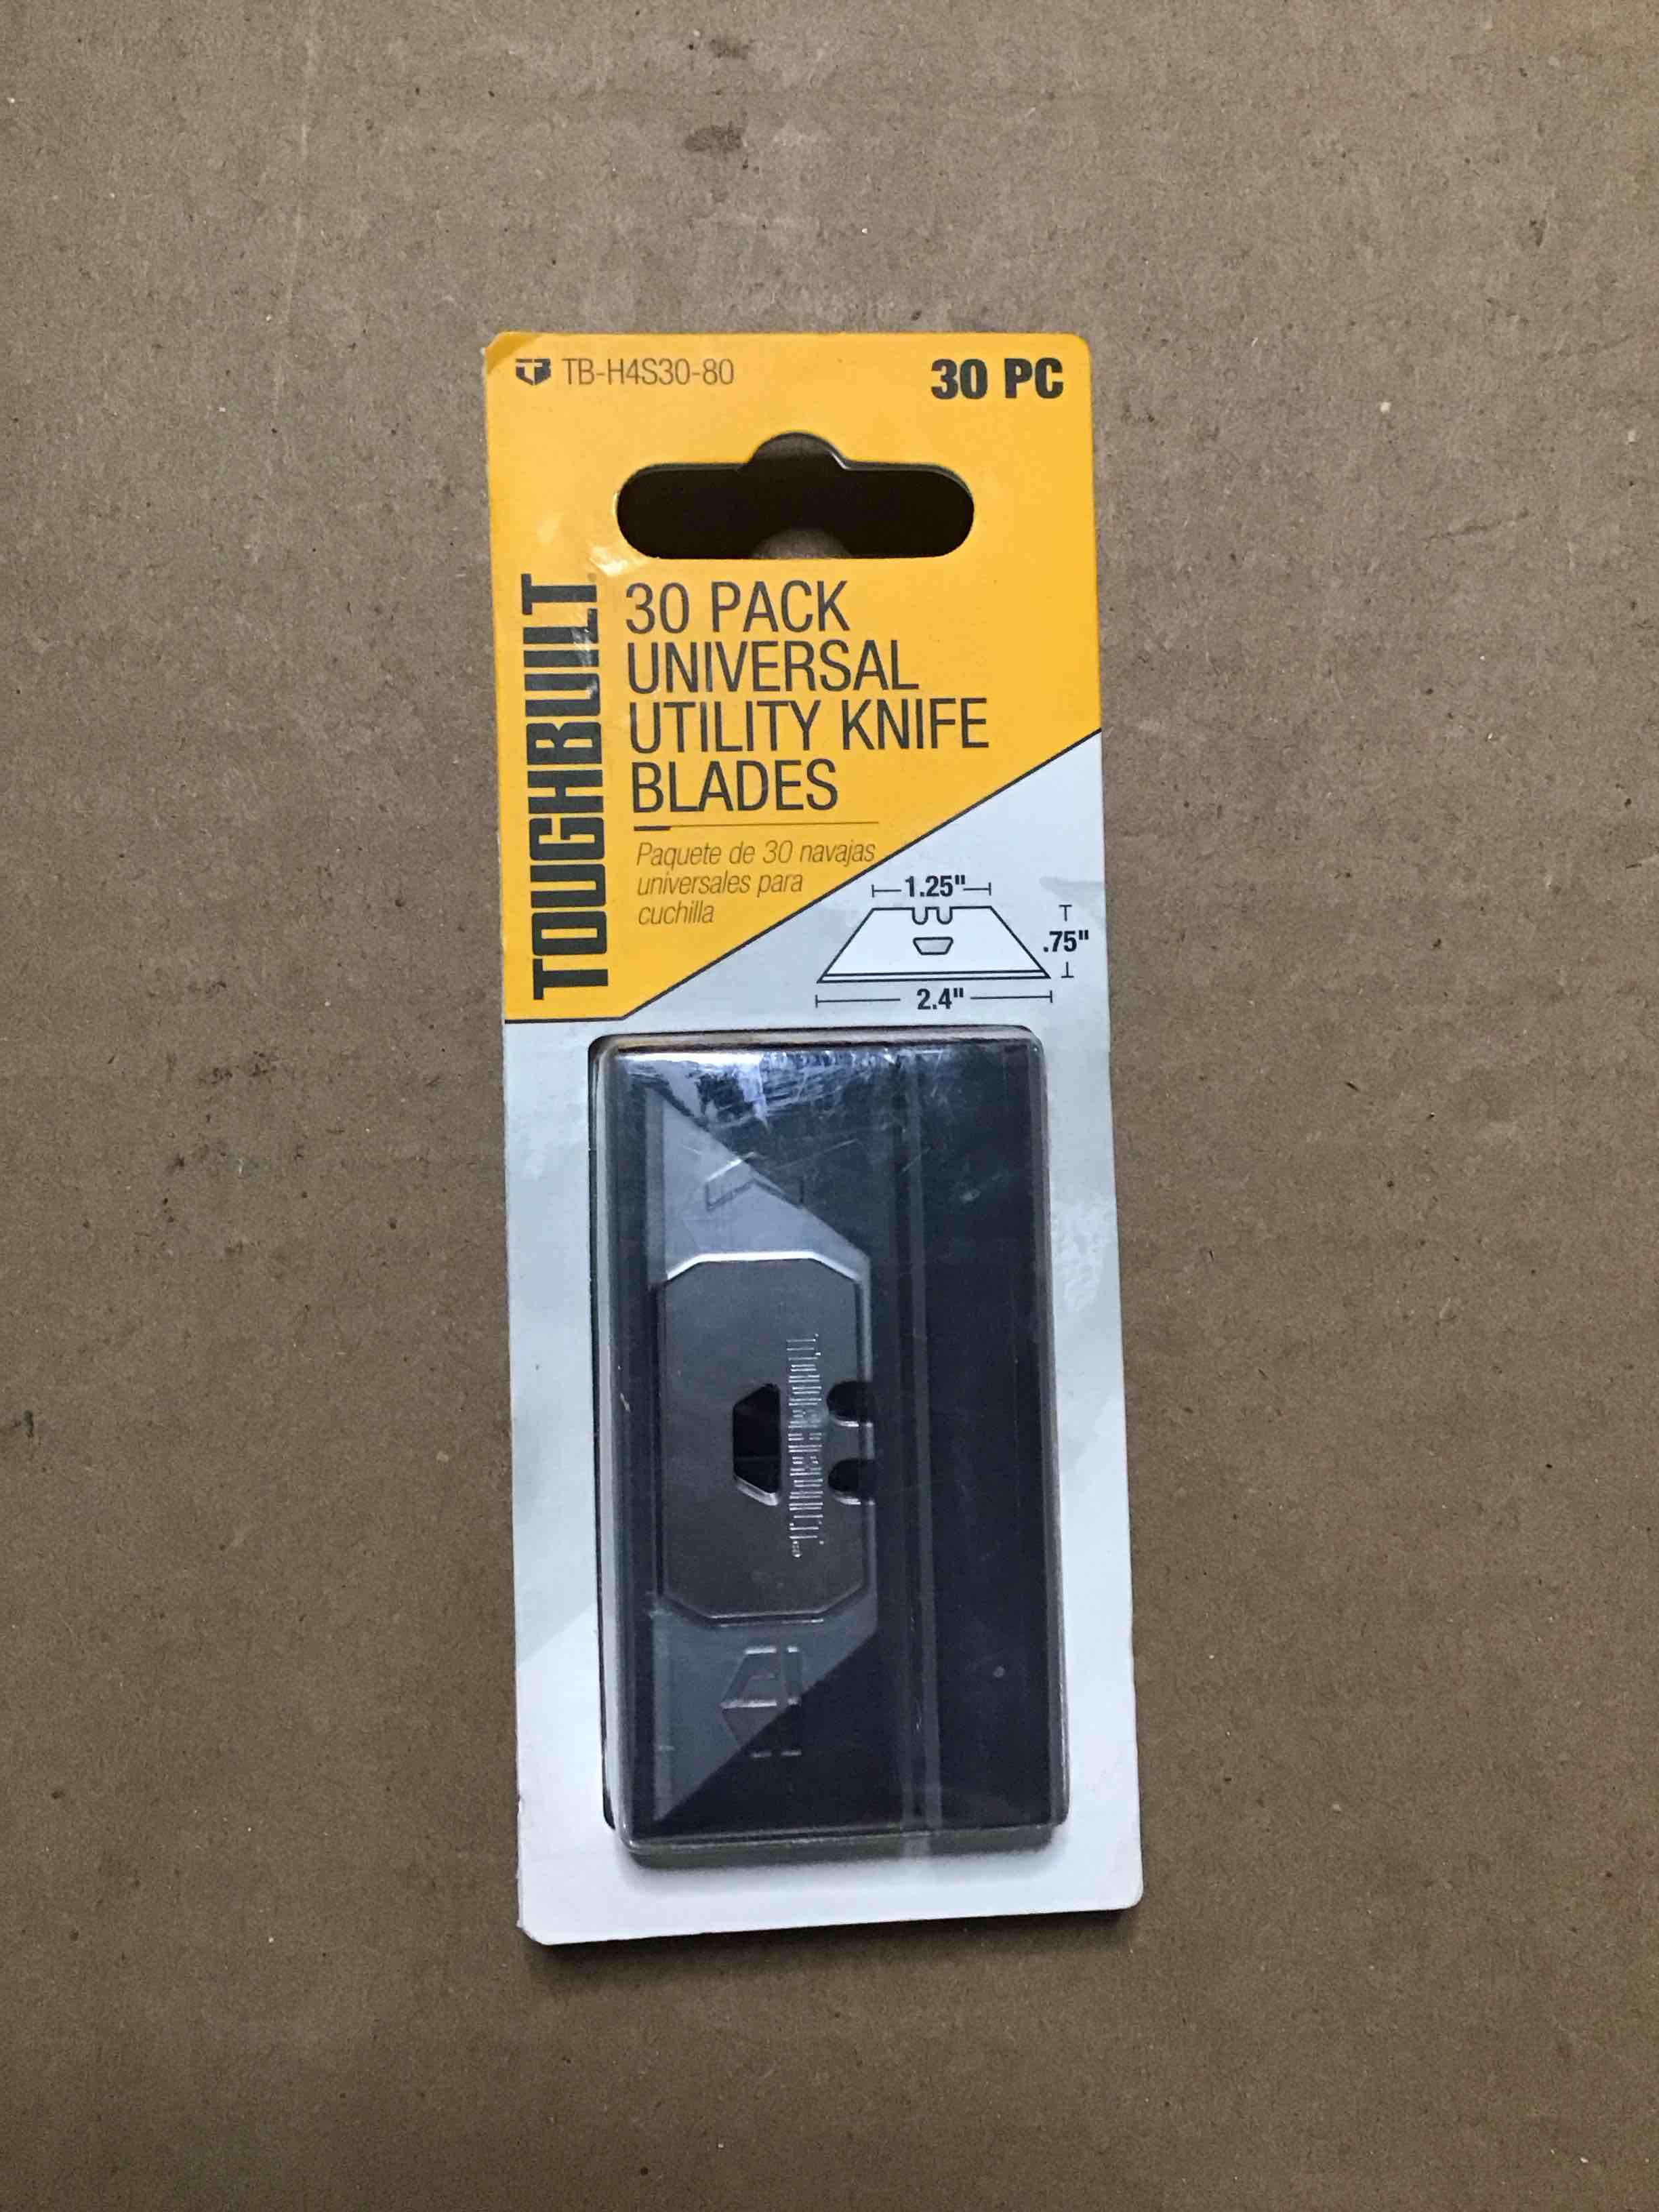 TB-H4S30-80
30 PC
TOUGHBUILT
30 PACK
UNIVERSAL
UTILITY KNIFE
BLADES
Paquete de 30 navajas
universales para
cuchilla
1.25"
.75"
2.4"
TOUGHBUILT